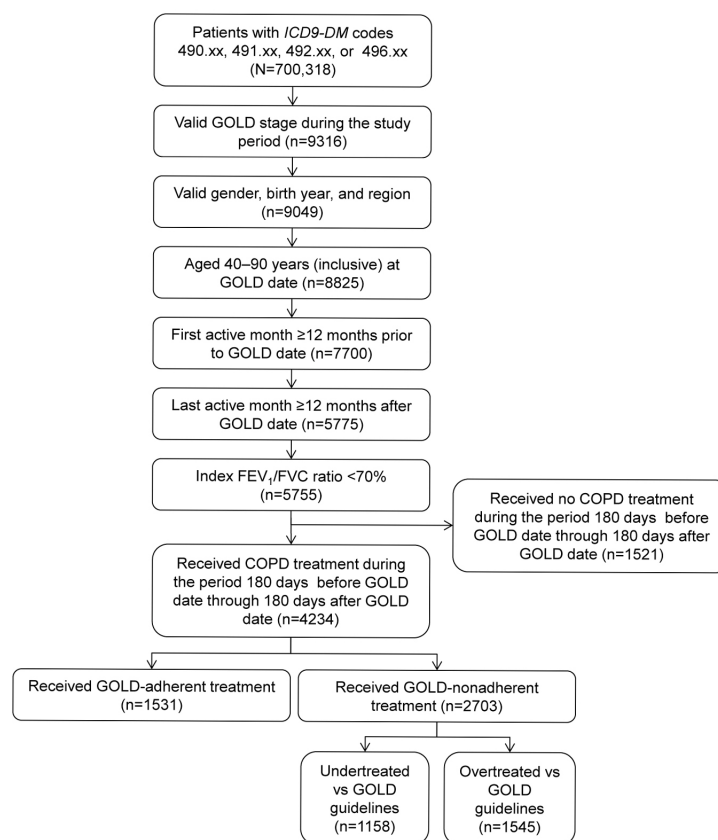 Patients with ICD9-DM codes
490.xx, 491.xx, 492.xx, or 496.xx
(N=700,318)
Valid GOLD stage during the study
period (n=9316)
Valid gender, birth year, and region
(n=9049)
Aged 40–90 years (inclusive) at
GOLD date (n=8825)
First active month ≥12 months prior
to GOLD date (n=7700)
Last active month ≥12 months after
GOLD date (n=5775)
Index FEV₁/FVC ratio <70%
(n=5755)
Received no COPD treatment
during the period 180 days before
GOLD date through 180 days after
GOLD date (n=1521)
Received COPD treatment during
the period 180 days before GOLD
date through 180 days after GOLD
date (n=4234)
Received GOLD-adherent treatment
(n=1531)
Received GOLD-nonadherent
treatment (n=2703)
Undertreated
vs GOLD
guidelines
(n=1158)
Overtreated vs
GOLD
guidelines
(n=1545)